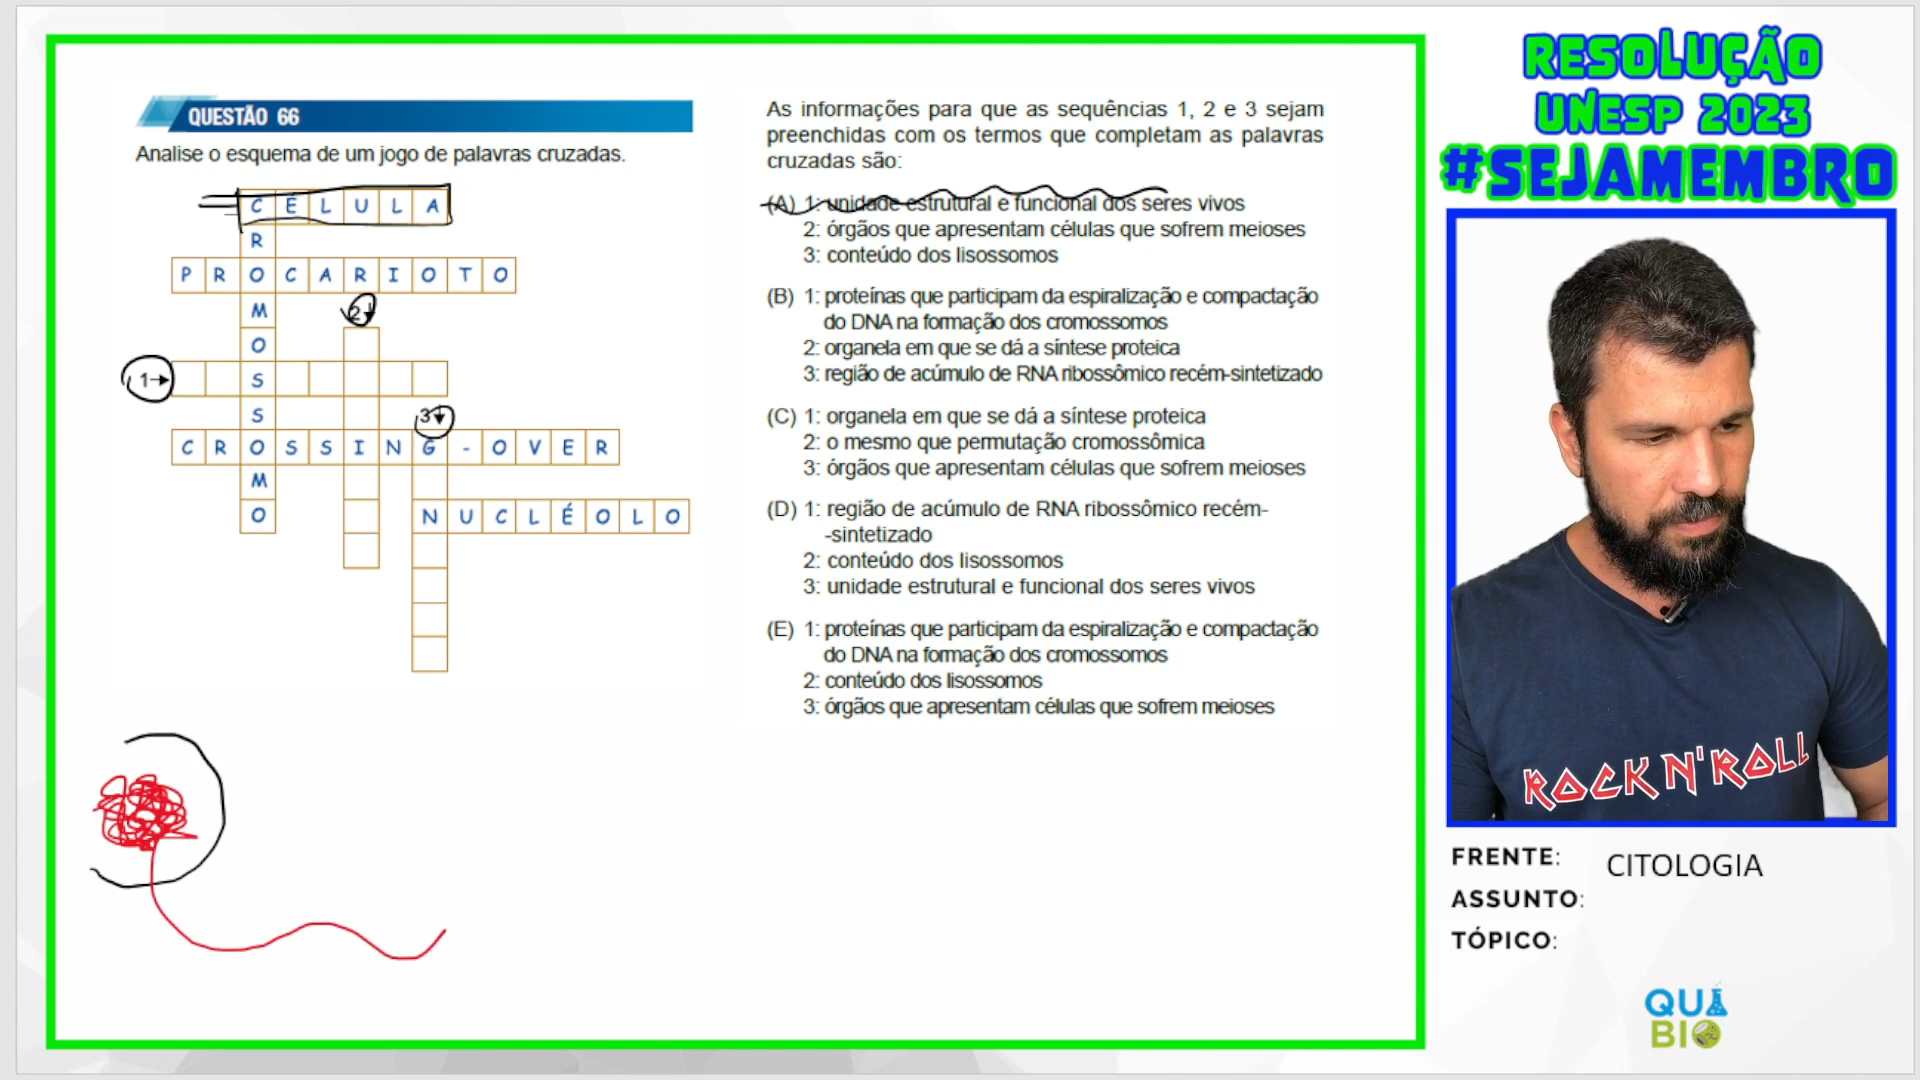 QUESTÃO 66
Analise o esquema de um jogo de palavras cruzadas.
C É L U L A
R
P R O C A R I O T O
M
2
O
1→ S
S
3
C R O S S I N G - O V E R
M
O
N U C L É O L O
As informações para que as sequências 1, 2 e 3 sejam
preenchidas com os termos que completam as palavras
cruzadas são:
(A) 1: unidade estrutural e funcional dos seres vivos
2: órgãos que apresentam células que sofrem meioses
3: conteúdo dos lisossomos
(B) 1: proteínas que participam da espiralização e compactação
do DNA na formação dos cromossomos
2: organela em que se dá a síntese proteica
3: região de acúmulo de RNA ribossômico recém-sintetizado
(C) 1: organela em que se dá a síntese proteica
2: o mesmo que permutação cromossômica
3: órgãos que apresentam células que sofrem meioses
(D) 1: região de acúmulo de RNA ribossômico recém-
-sintetizado
2: conteúdo dos lisossomos
3: unidade estrutural e funcional dos seres vivos
(E) 1: proteínas que participam da espiralização e compactação
do DNA na formação dos cromossomos
2: conteúdo dos lisossomos
3: órgãos que apresentam células que sofrem meioses
RESOLUÇÃO
UNESP 2023
#SEJAMEMBRO
ROCK N' ROLL
FRENTE: CITOLOGIA
ASSUNTO:
TÓPICO:
QUÍ
BIO